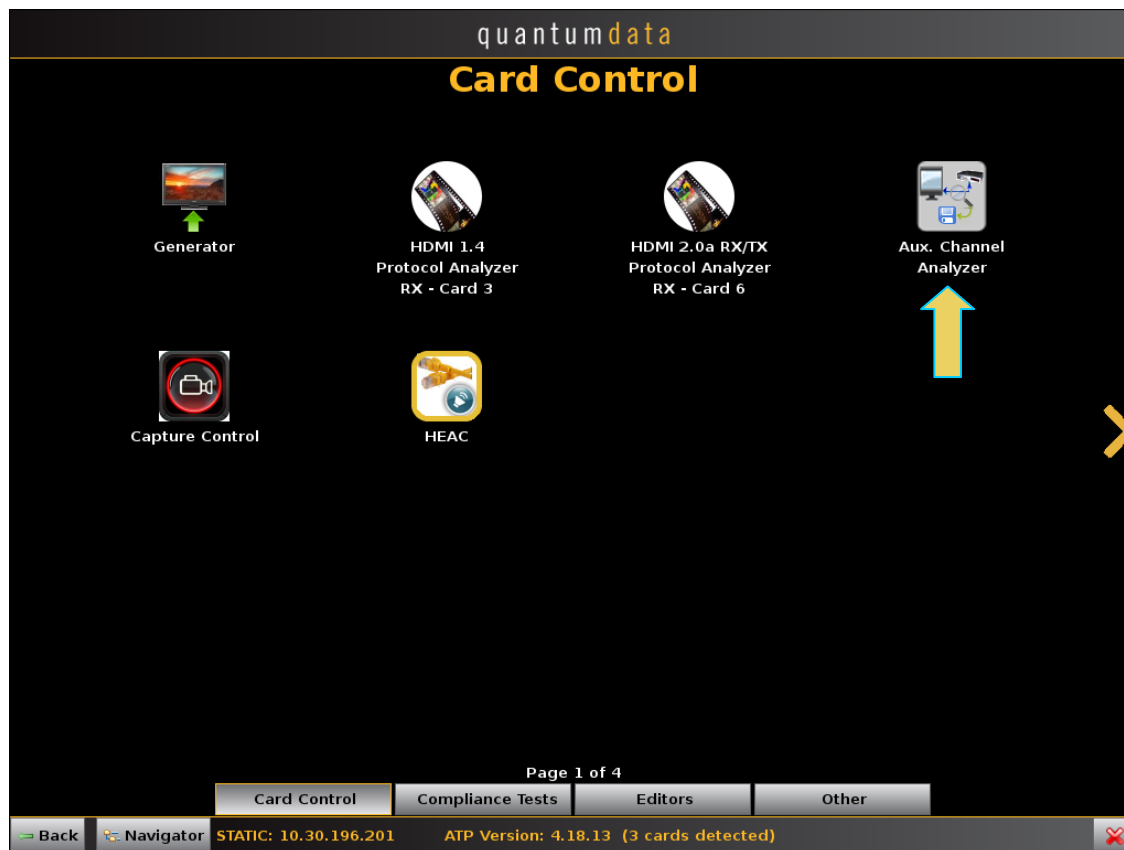 quantumdata
Card Control
Generator
HDMI 1.4
Protocol Analyzer
RX - Card 3
HDMI 2.0a RX/TX
Protocol Analyzer
RX - Card 6
Aux. Channel
Analyzer
Capture Control
HEAC
Page 1 of 4
Card Control
Compliance Tests
Editors
Other
Back
Navigator
STATIC: 10.30.196.201
ATP Version: 4.18.13 (3 cards detected)